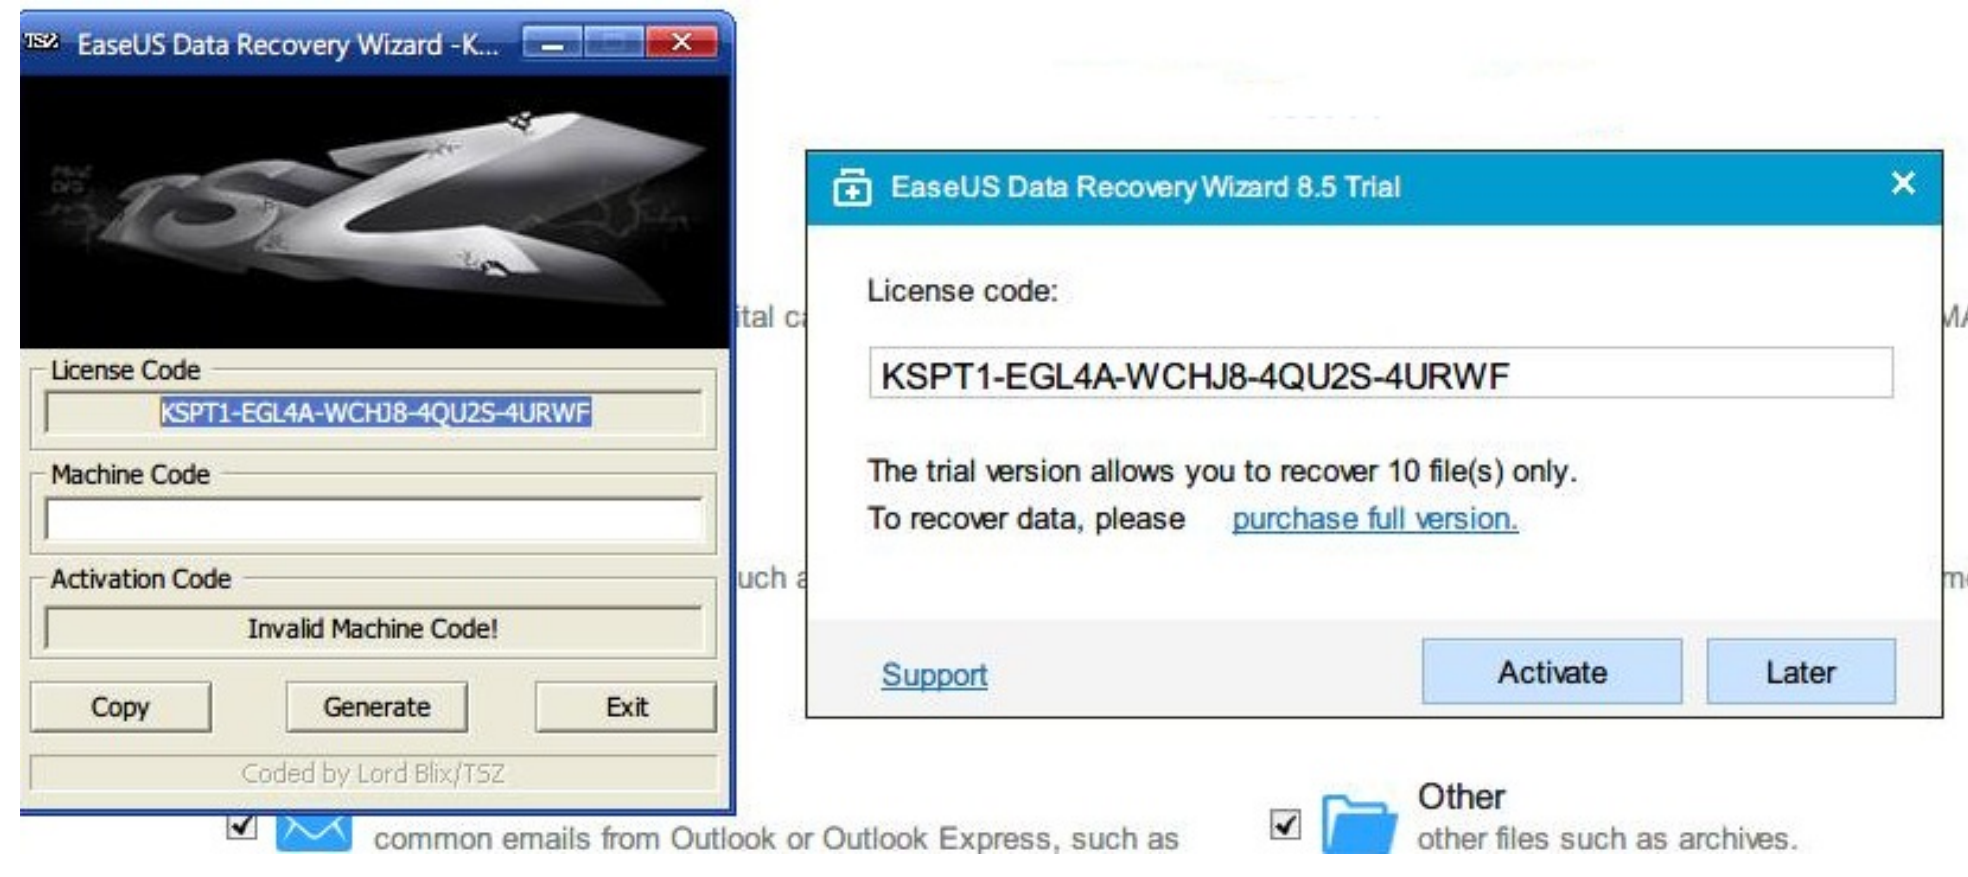 TSZ EaseUS Data Recovery Wizard -K...
License Code
KSPT1-EGL4A-WCHJ8-4QU2S-4URWF
Machine Code
Activation Code
Invalid Machine Code!
Copy Generate Exit
Coded by Lord Blix/TSZ
EaseUS Data Recovery Wizard 8.5 Trial
License code:
KSPT1-EGL4A-WCHJ8-4QU2S-4URWF
The trial version allows you to recover 10 file(s) only.
To recover data, please purchase full version.
Support Activate Later
common emails from Outlook or Outlook Express, such as
Other
other files such as archives.